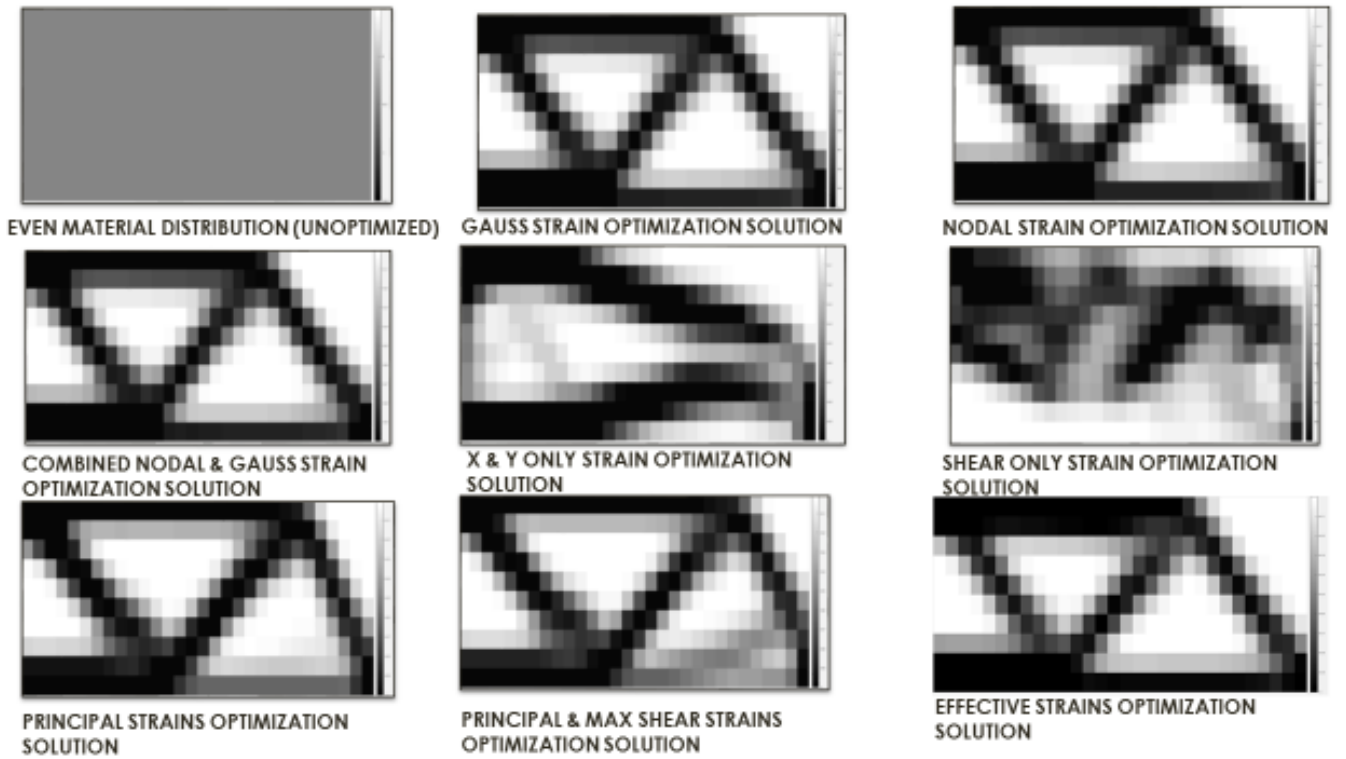 EVEN MATERIAL DISTRIBUTION (UNOPTIMIZED)
GAUSS STRAIN OPTIMIZATION SOLUTION
NODAL STRAIN OPTIMIZATION SOLUTION
COMBINED NODAL & GAUSS STRAIN
OPTIMIZATION SOLUTION
X & Y ONLY STRAIN OPTIMIZATION
SOLUTION
SHEAR ONLY STRAIN OPTIMIZATION
SOLUTION
PRINCIPAL STRAINS OPTIMIZATION
SOLUTION
PRINCIPAL & MAX SHEAR STRAINS
OPTIMIZATION SOLUTION
EFFECTIVE STRAINS OPTIMIZATION
SOLUTION